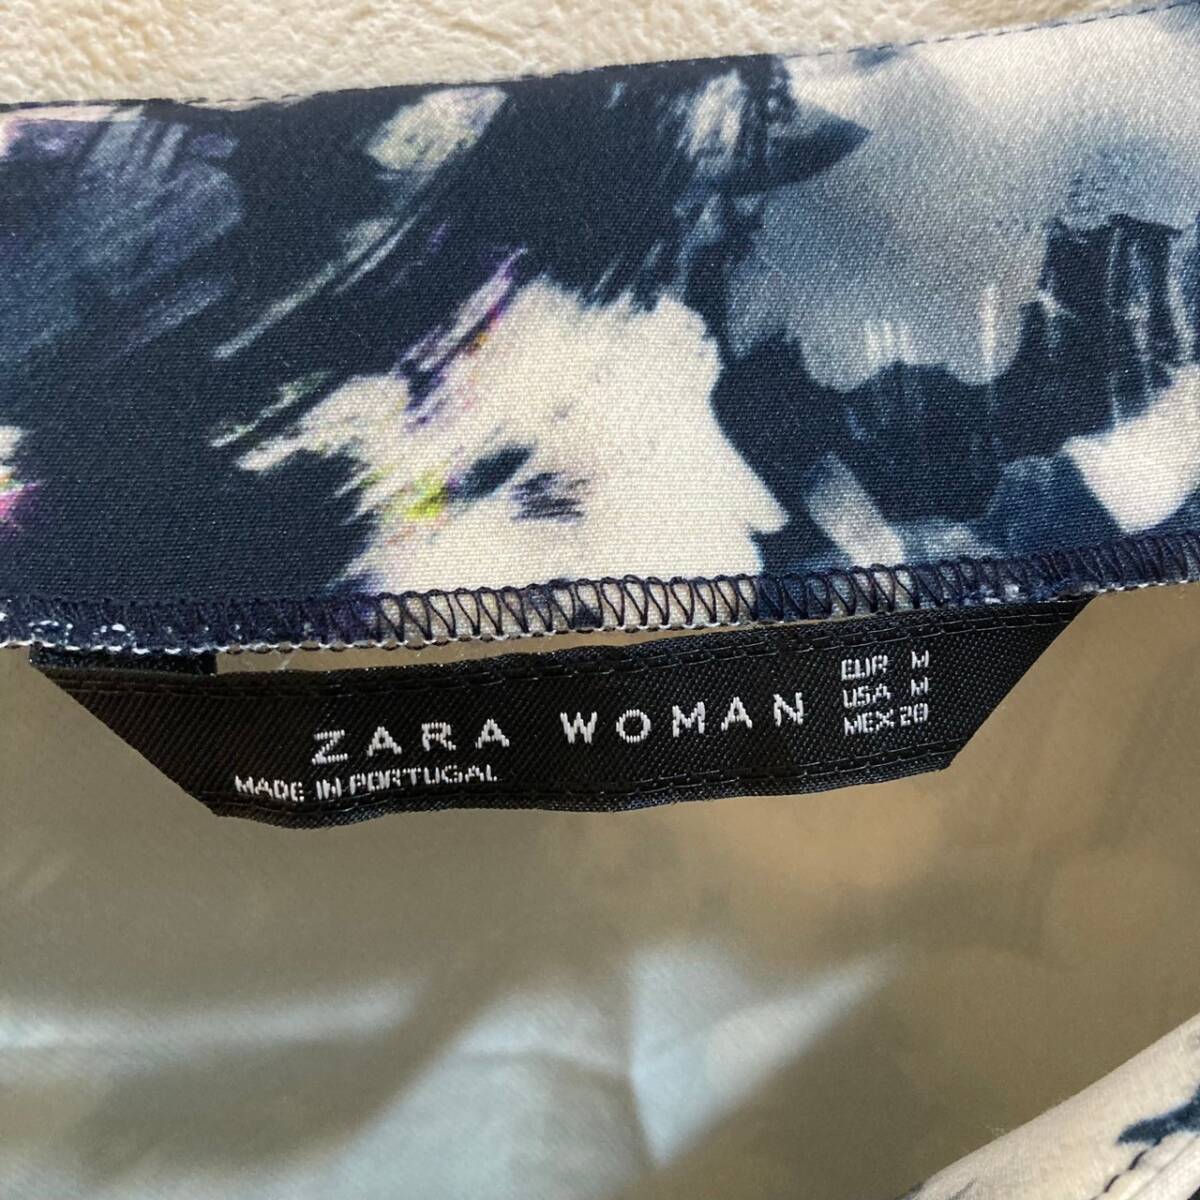 ZARA WOMAN
MADE IN PORTUGAL
EUR M
USA M
MEX 28